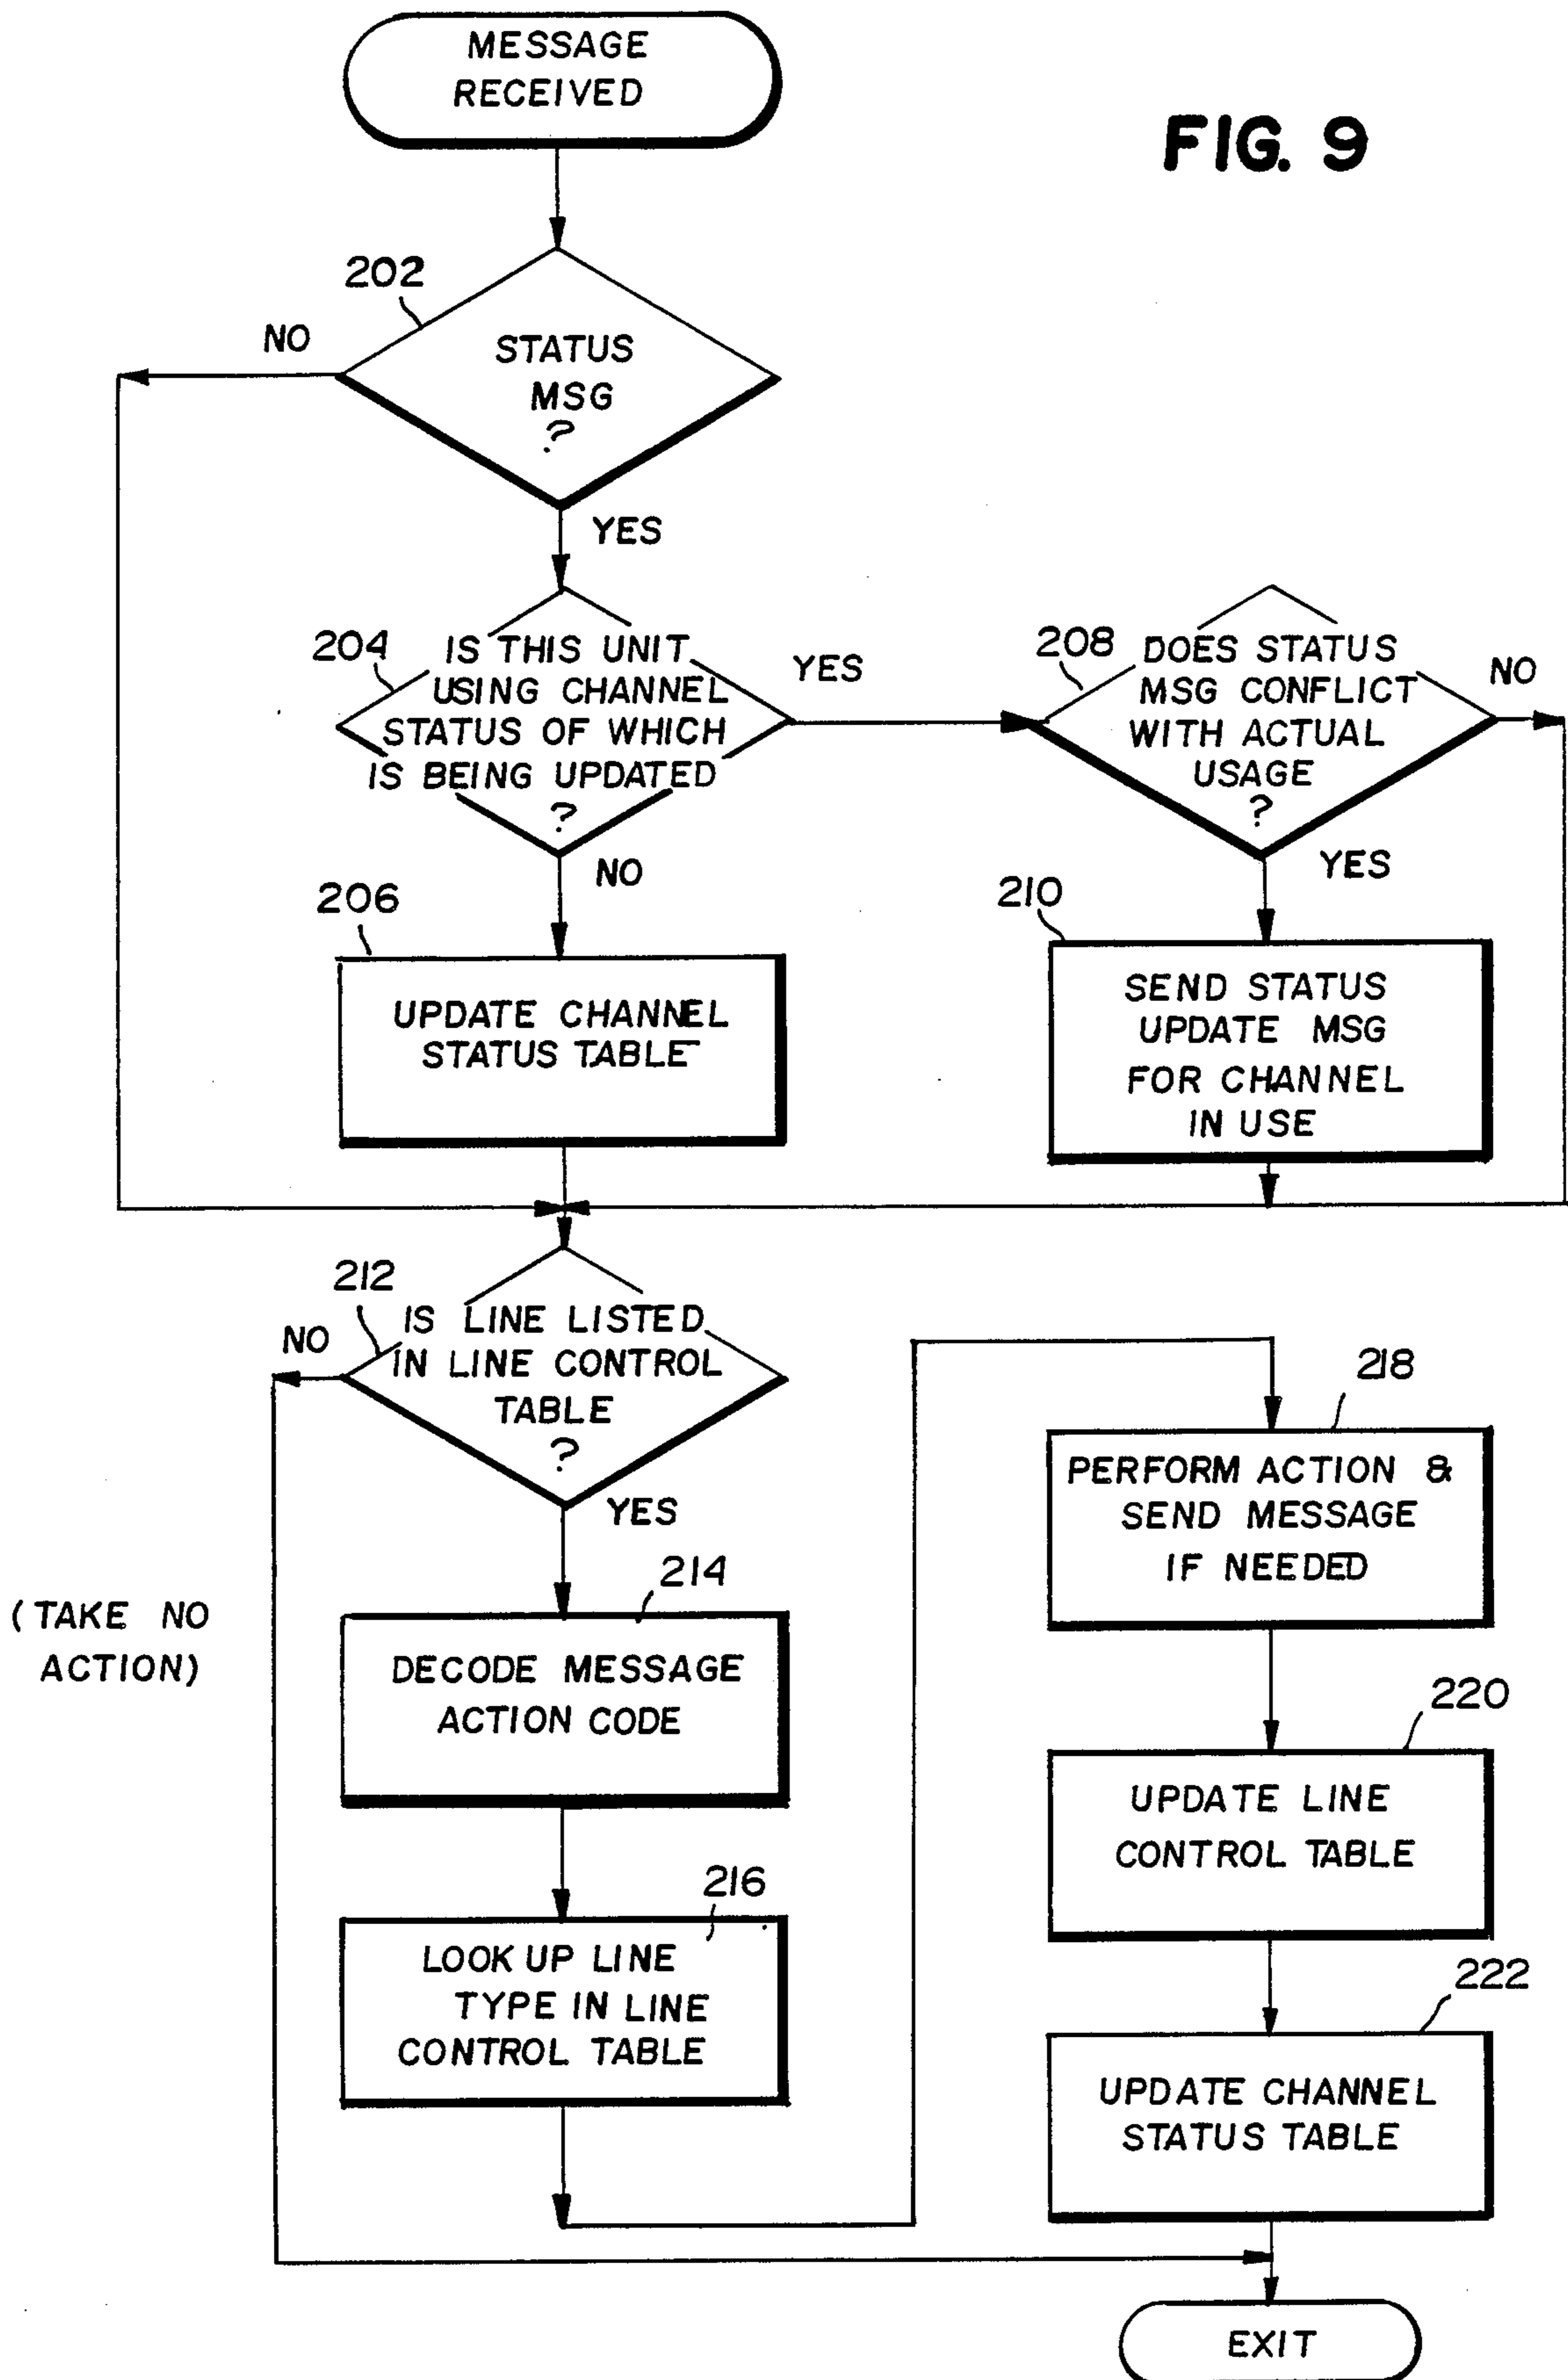 MESSAGE
RECEIVED
FIG. 9
202
NO
STATUS
MSG
?
YES
204
IS THIS UNIT
USING CHANNEL
STATUS OF WHICH
IS BEING UPDATED
?
YES
NO
208
DOES STATUS
MSG CONFLICT
WITH ACTUAL
USAGE
?
NO
YES
206
UPDATE CHANNEL
STATUS TABLE
210
SEND STATUS
UPDATE MSG
FOR CHANNEL
IN USE
212
NO
IS LINE LISTED
IN LINE CONTROL
TABLE
?
YES
(TAKE NO
ACTION)
214
DECODE MESSAGE
ACTION CODE
216
LOOK UP LINE
TYPE IN LINE
CONTROL TABLE
218
PERFORM ACTION &
SEND MESSAGE
IF NEEDED
220
UPDATE LINE
CONTROL TABLE
222
UPDATE CHANNEL
STATUS TABLE
EXIT